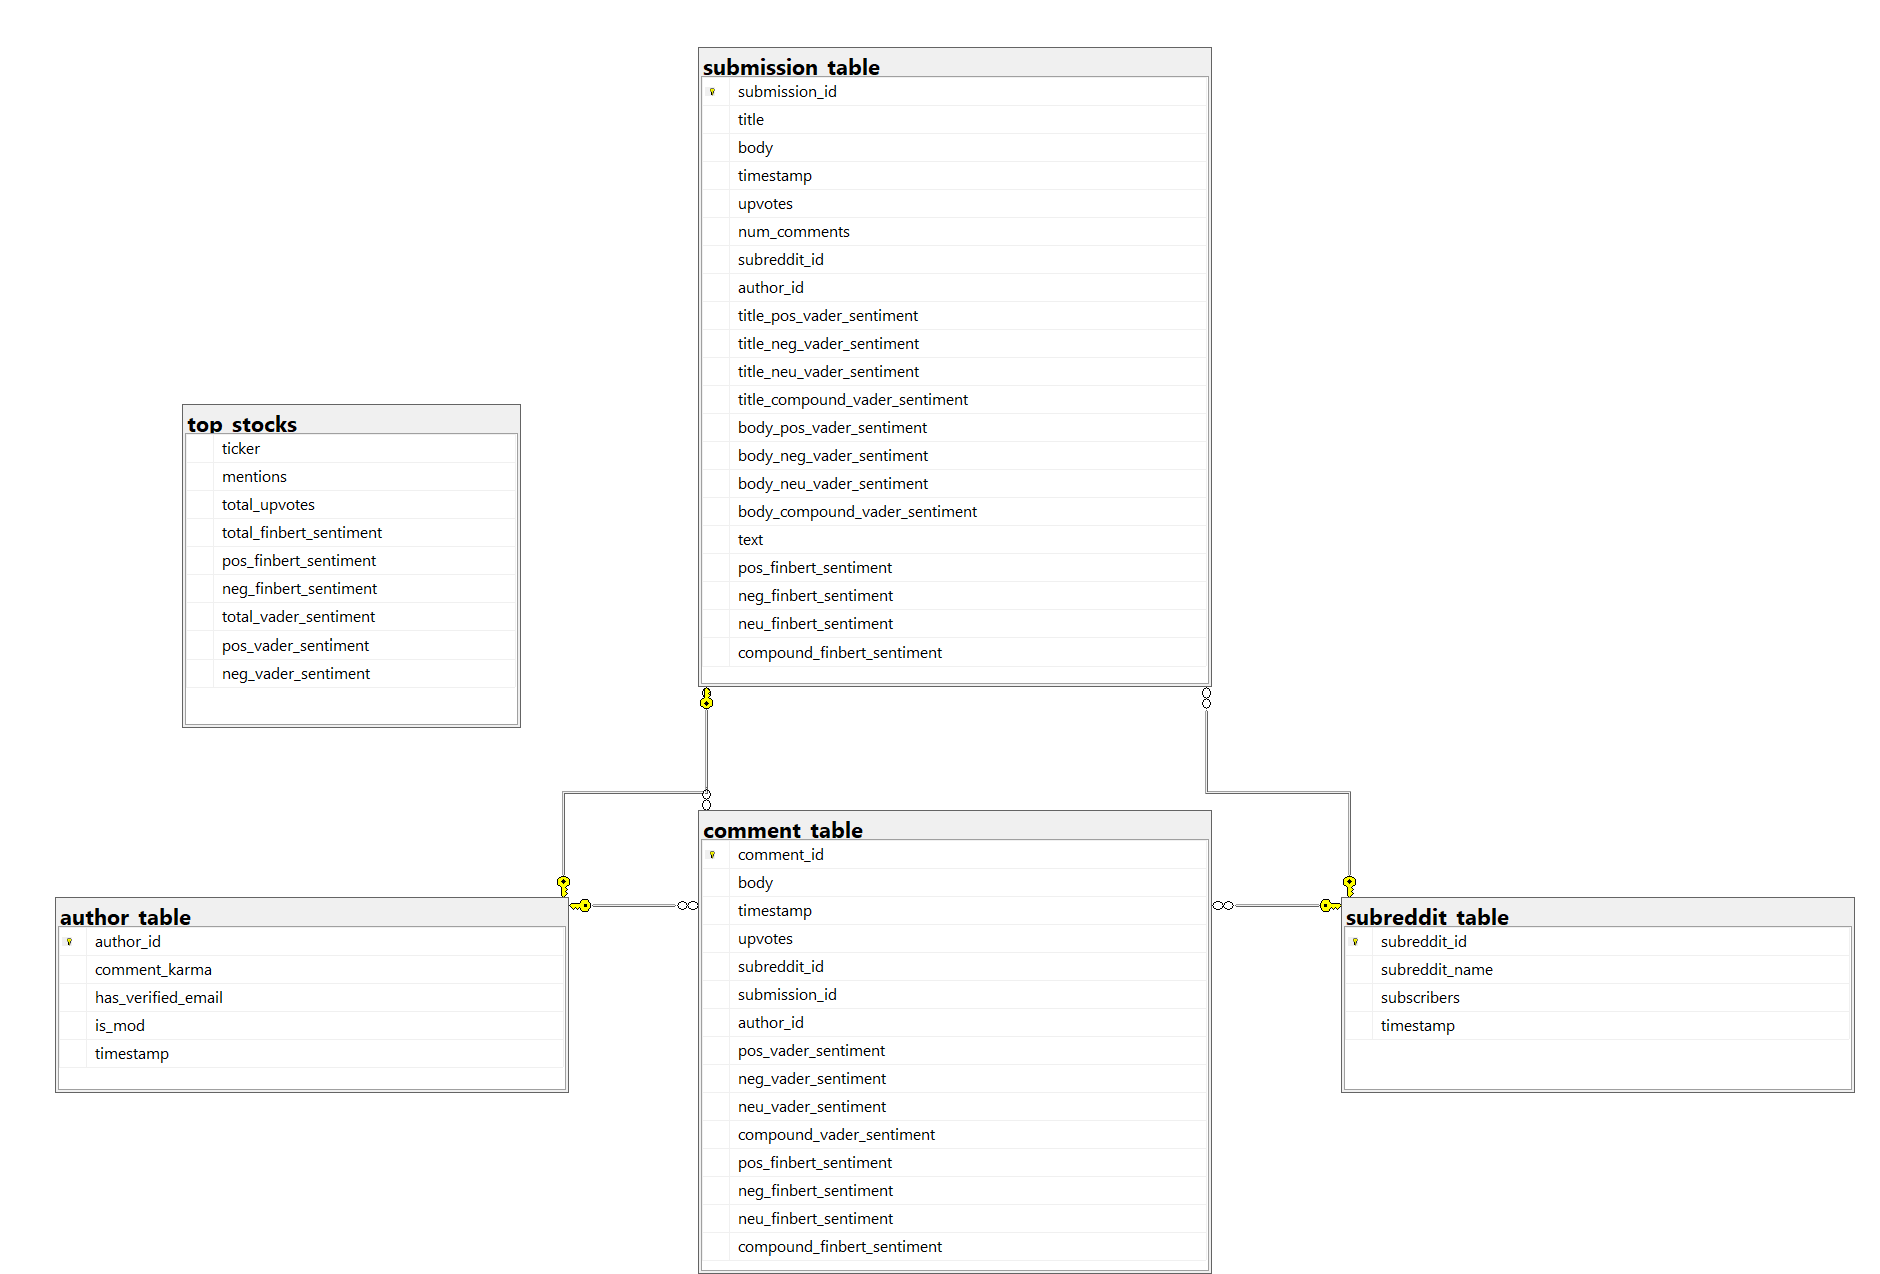 submission_table
submission_id
title
body
timestamp
upvotes
num_comments
subreddit_id
author_id
title_pos_vader_sentiment
title_neg_vader_sentiment
title_neu_vader_sentiment
title_compound_vader_sentiment
body_pos_vader_sentiment
body_neg_vader_sentiment
body_neu_vader_sentiment
body_compound_vader_sentiment
text
pos_finbert_sentiment
neg_finbert_sentiment
neu_finbert_sentiment
compound_finbert_sentiment
top_stocks
ticker
mentions
total_upvotes
total_finbert_sentiment
pos_finbert_sentiment
neg_finbert_sentiment
total_vader_sentiment
pos_vader_sentiment
neg_vader_sentiment
comment_table
comment_id
body
timestamp
upvotes
subreddit_id
submission_id
author_id
pos_vader_sentiment
neg_vader_sentiment
neu_vader_sentiment
compound_vader_sentiment
pos_finbert_sentiment
neg_finbert_sentiment
neu_finbert_sentiment
compound_finbert_sentiment
author_table
author_id
comment_karma
has_verified_email
is_mod
timestamp
subreddit_table
subreddit_id
subreddit_name
subscribers
timestamp